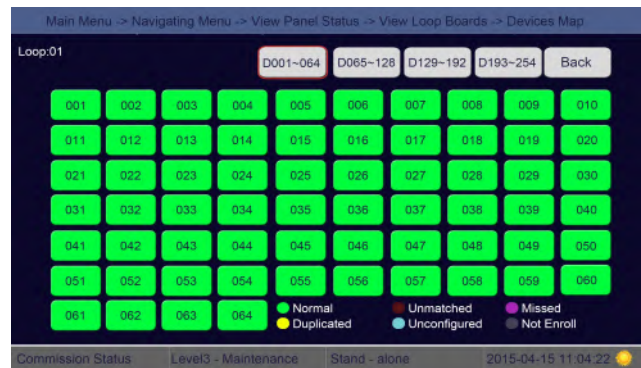 Main Menu -> Navigating Menu -> View Panel Status -> View Loop Boards -> Devices Map
Loop:01
D001~064 D065~128 D129~192 D193~254 Back
001 002 003 004 005 006 007 008 009 010
011 012 013 014 015 016 017 018 019 020
021 022 023 024 025 026 027 028 029 030
031 032 033 034 035 036 037 038 039 040
041 042 043 044 045 046 047 048 049 050
051 052 053 054 055 056 057 058 059 060
061 062 063 064 Normal Unmatched Missed
Duplicated Unconfigured Not Enroll
Commission Status Level3 - Maintenance Stand - alone 2015-04-15 11:04:22